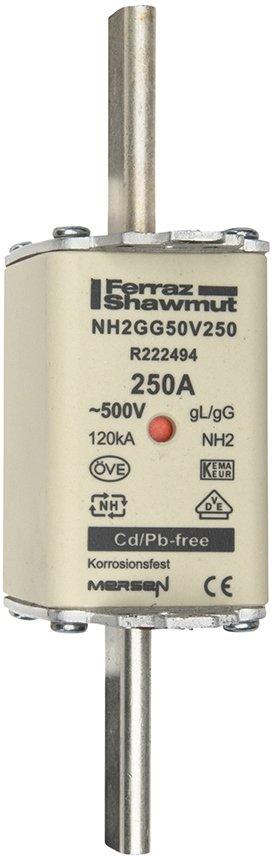 Ferraz
Shawmut
NH2GG50V250
R222494
250A
~500V gL/gG
120kA NH2
ÖVE KEMA
KEUR
NH VDE
Cd/Pb-free
Korrosionsfest
MERSEN CE